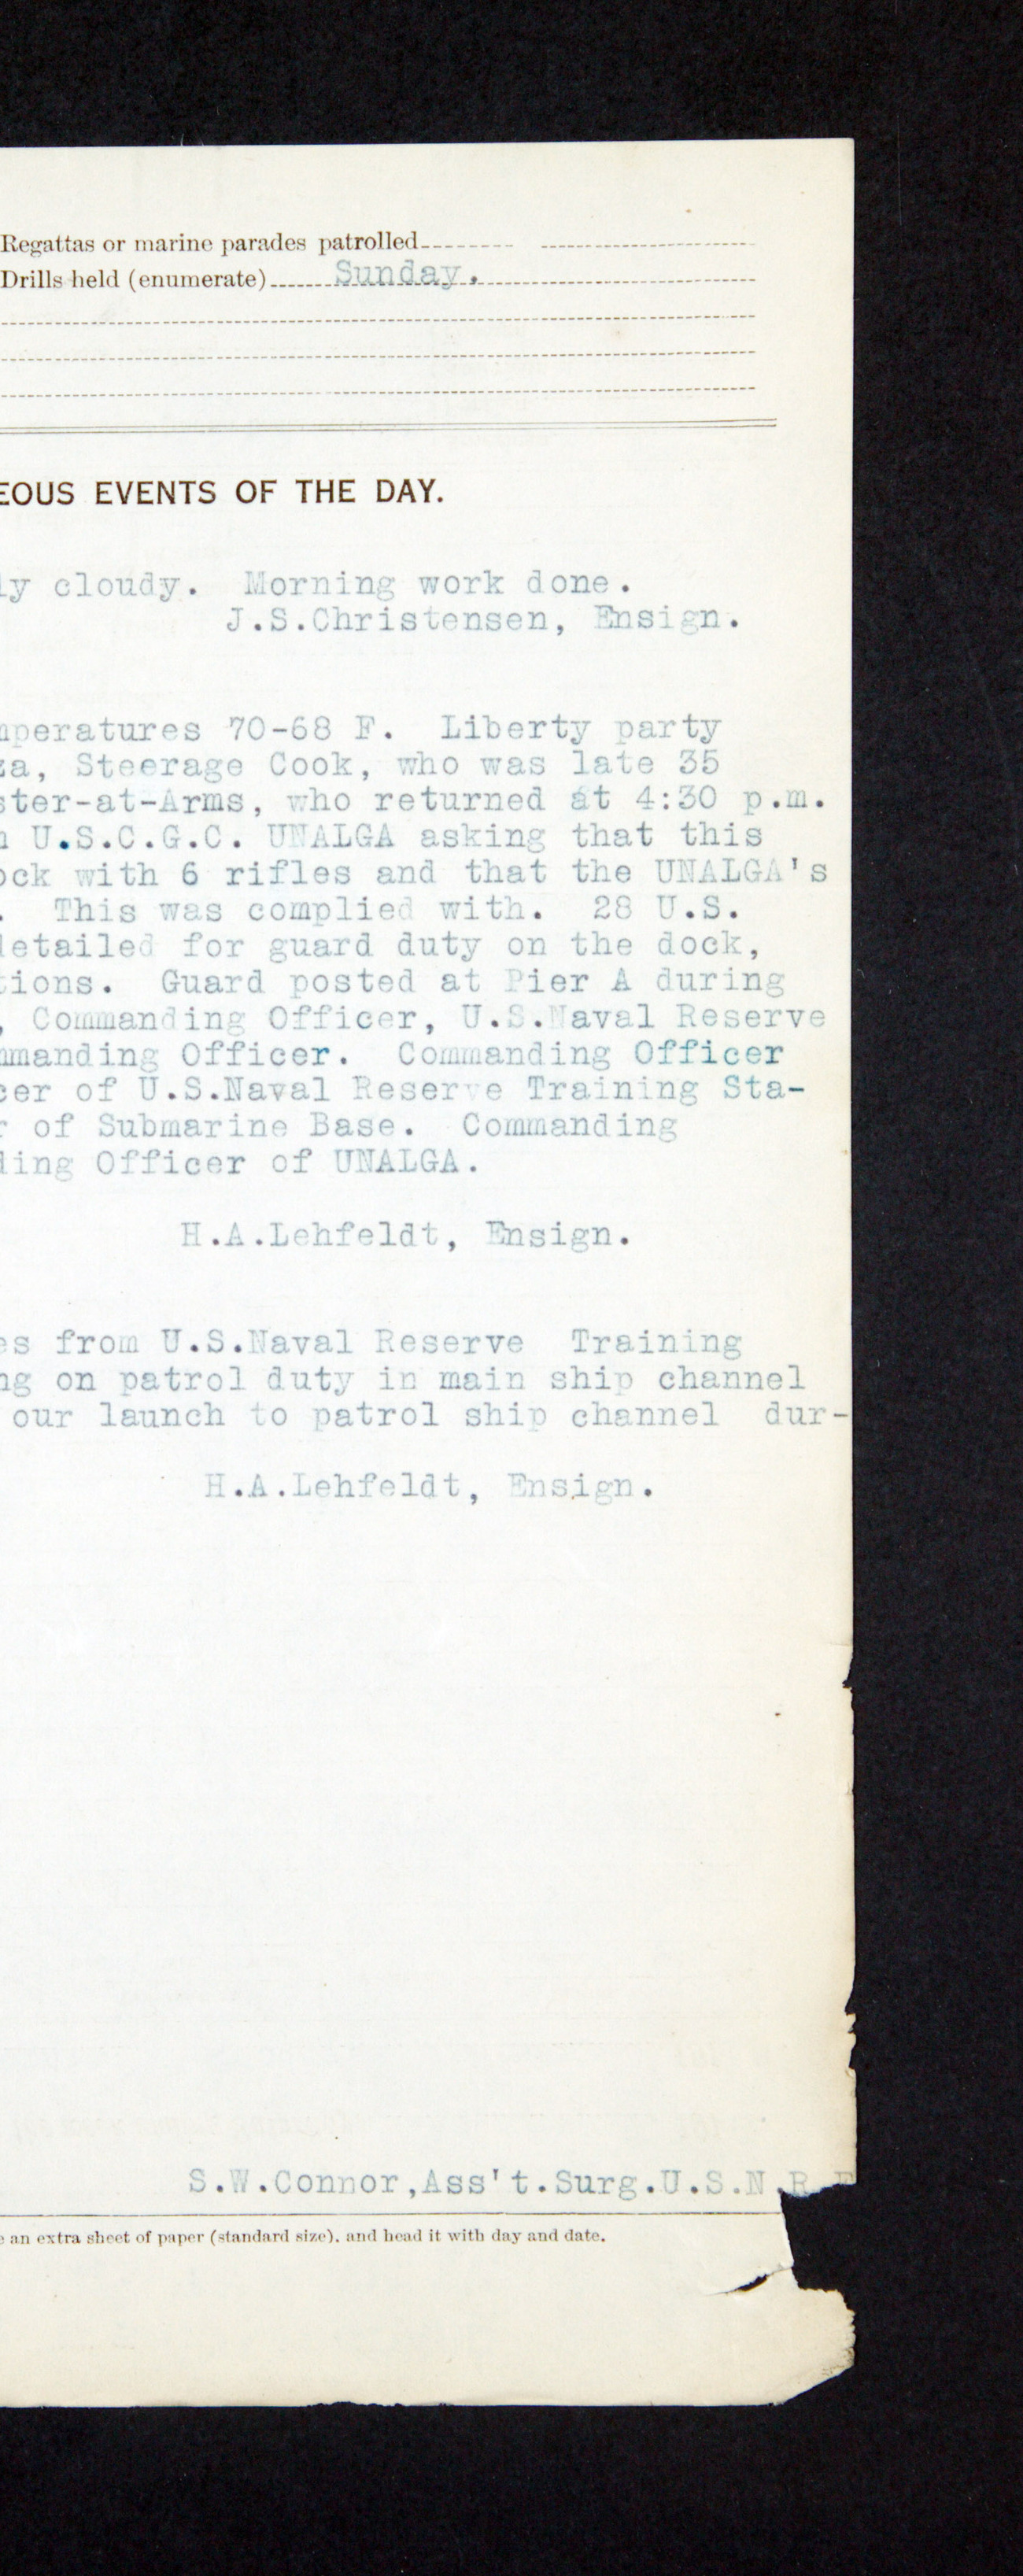 Regattas or marine parades patrolled
Drills held (enumerate) Sunday.
EOUS EVENTS OF THE DAY.
ly cloudy. Morning work done.
J.S.Christensen, Ensign.
mperatures 70-68 F. Liberty party
za, Steerage Cook, who was late 35
ster-at-Arms, who returned at 4:30 p.m.
m U.S.C.G.C. UNALGA asking that this
ock with 6 rifles and that the UNALGA's
. This was complied with. 28 U.S.
detailed for guard duty on the dock,
tions. Guard posted at Pier A during
, Commanding Officer, U.S.Naval Reserve
mmanding Officer. Commanding Officer
cer of U.S.Naval Reserve Training Sta-
r of Submarine Base. Commanding
ding Officer of UNALGA.
H.A.Lehfeldt, Ensign.
es from U.S.Naval Reserve Training
ng on patrol duty in main ship channel
our launch to patrol ship channel dur-
H.A.Lehfeldt, Ensign.
S.W.Connor,Ass't.Surg.U.S.N.R.F
e an extra sheet of paper (standard size), and head it with day and date.